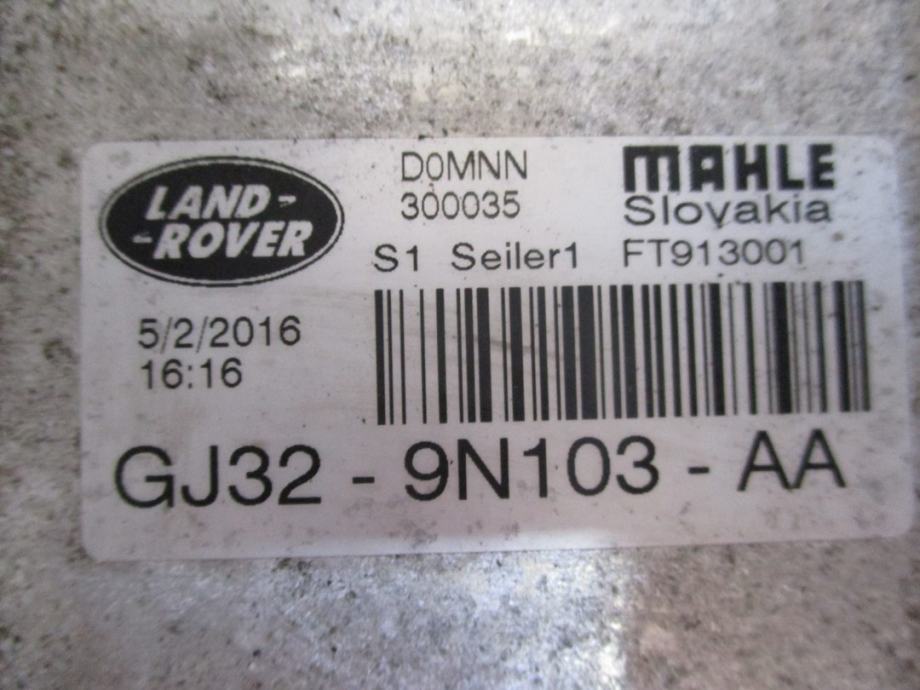 LAND-
-ROVER
D0MNN
300035
MAHLE
Slovakia
S1 Seiler1 FT913001
5/2/2016
16:16
GJ32 - 9N103 - AA